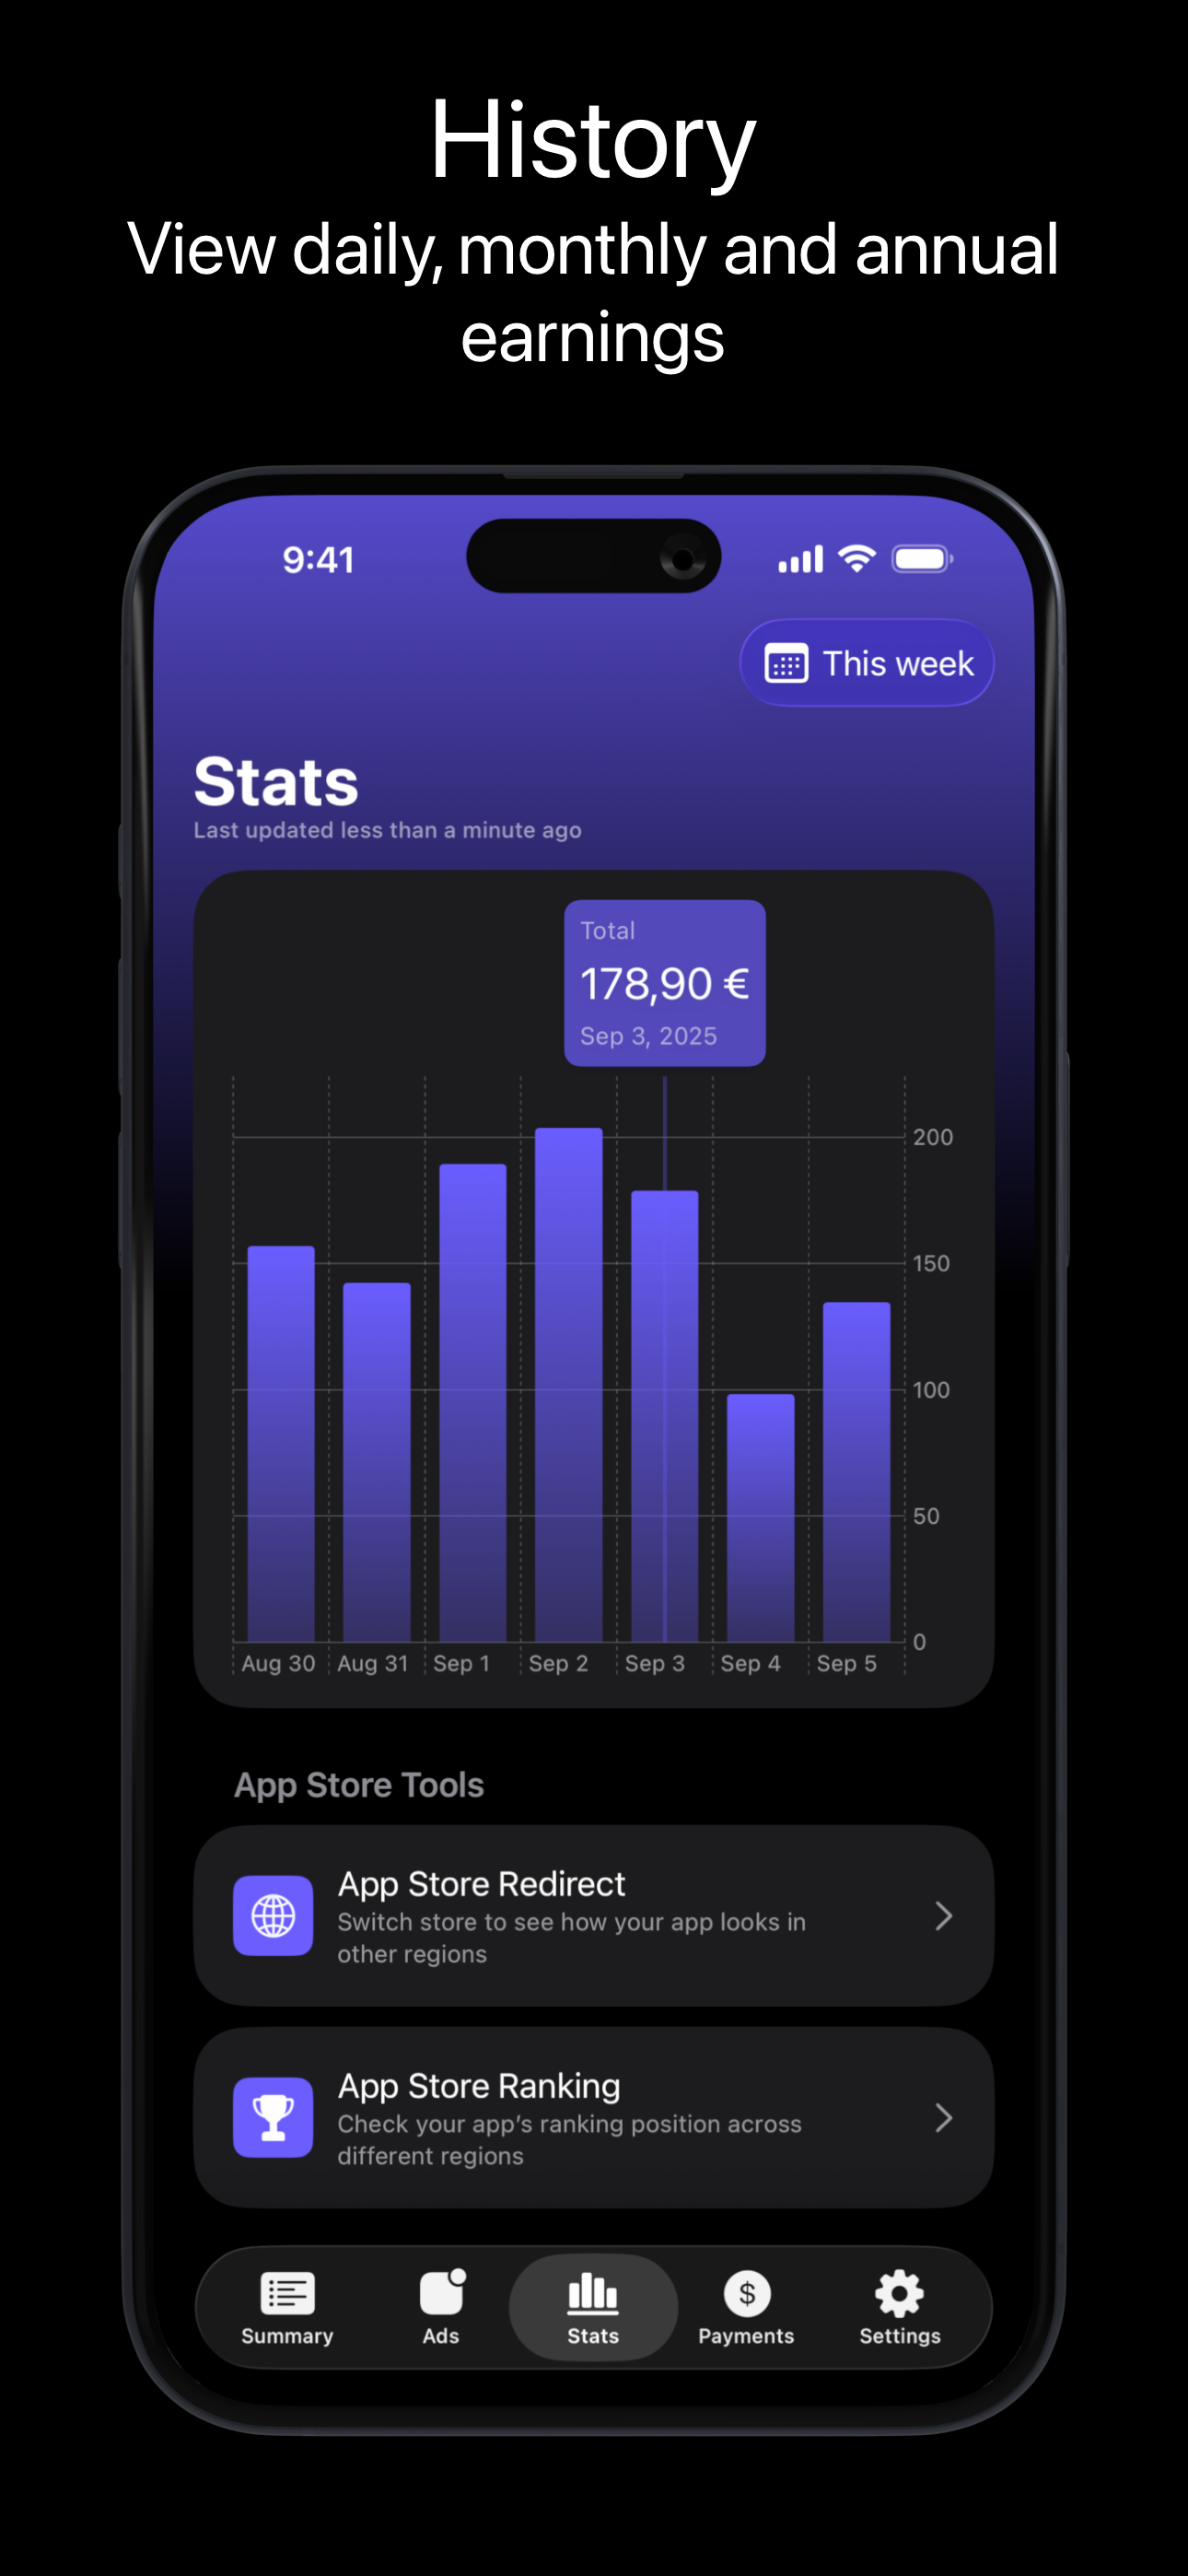 History
View daily, monthly and annual
earnings
9:41
This week
Stats
Last updated less than a minute ago
Total
178,90 €
Sep 3, 2025
200
150
100
50
0
Aug 30 Aug 31 Sep 1 Sep 2 Sep 3 Sep 4 Sep 5
App Store Tools
App Store Redirect
Switch store to see how your app looks in
other regions
App Store Ranking
Check your app’s ranking position across
different regions
$
Summary Ads Stats Payments Settings